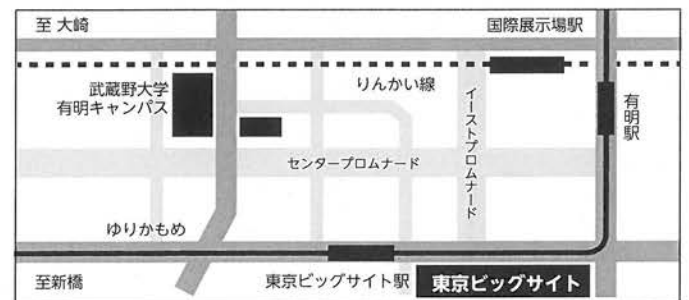 至 大崎
国際展示場駅
りんかい線
武蔵野大学
有明キャンパス
イーストプロムナード
有明駅
センタープロムナード
ゆりかもめ
至新橋
東京ビッグサイト駅
東京ビッグサイト